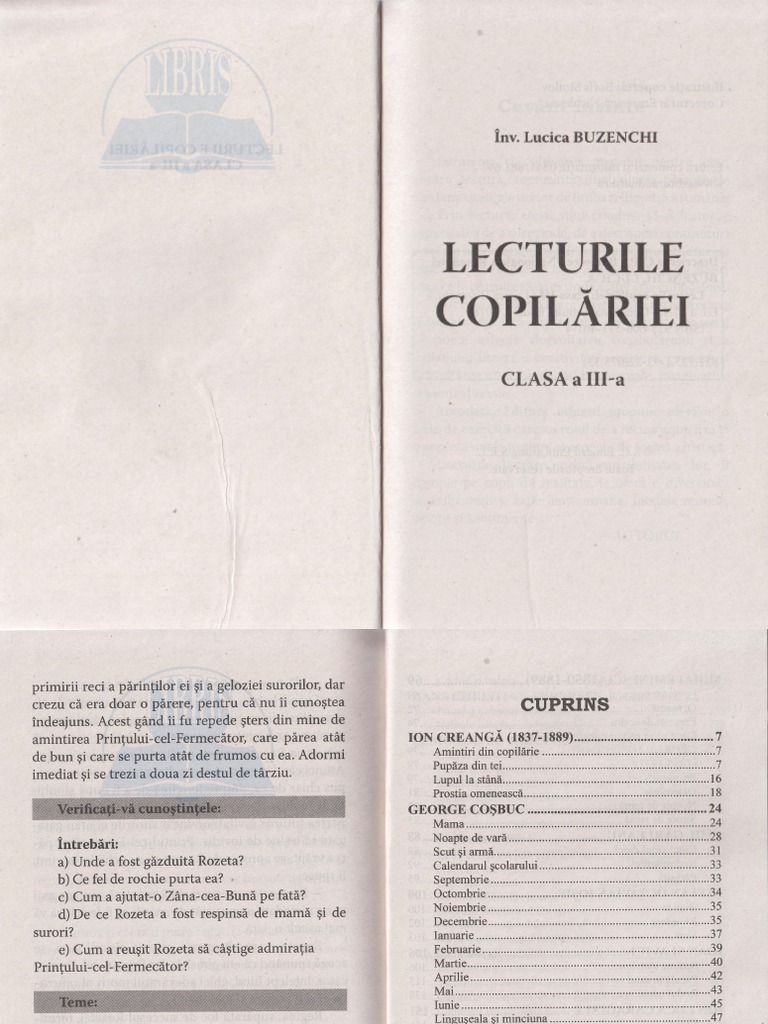 LIBRIS
Înv. Lucica BUZENCHI
LECTURILE
COPILĂRIEI
CLASA a III-a
primirii reci a părinților ei și a geloziei surorilor, dar
crezu că era doar o părere, pentru că nu îi cunoștea
îndeajuns. Acest gând îi fu repede șters din mine de
amintirea Prințului-cel-Fermecător, care părea atât
de bun și care se purta atât de frumos cu ea. Adormi
imediat și se trezi a doua zi destul de târziu.
Verificați-vă cunoștințele:
Întrebări:
a) Unde a fost găzduită Rozeta?
b) Ce fel de rochie purta ea?
c) Cum a ajutat-o Zâna-cea-Bună pe fată?
d) De ce Rozeta a fost respinsă de mamă și de
surori?
e) Cum a reușit Rozeta să câștige admirația
Prințului-cel-Fermecător?
Teme:
CUPRINS
ION CREANGĂ (1837-1889)..........7
Amintiri din copilărie..........7
Pupăza din tei..........7
Lupul la stână..........16
Prostia omenească..........18
GEORGE COȘBUC..........24
Mama..........24
Noapte de vară..........28
Scut și armă..........31
Calendarul școlarului..........33
Septembrie..........33
Octombrie..........34
Noiembrie..........35
Decembrie..........35
Ianuarie..........37
Februarie..........39
Martie..........40
Aprilie..........42
Mai..........43
Iunie..........45
Lingușeala și minciuna..........47